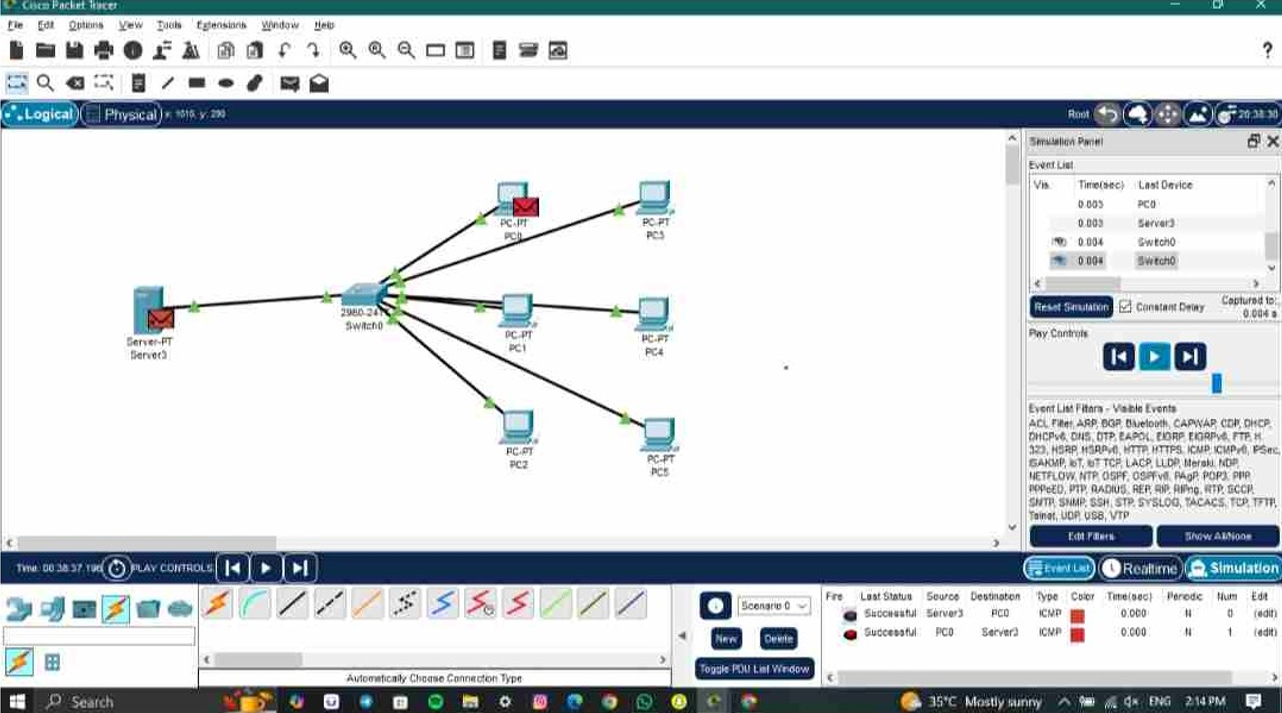 Cisco Packet Tracer
File Edit Options View Tools Extensions Window Help
Logical Physical x: 1010, y: 290 Root 20:38:30
Simulation Panel
Event List
Vis. Time(sec) Last Device
0.003 PC0
0.003 Server3
0.004 Switch0
0.004 Switch0
Reset Simulation Constant Delay Captured to:
0.004 s
Play Controls
Event List Filters - Visible Events
ACL Filter, ARP, BGP, Bluetooth, CAPWAP, CDP, DHCP,
DHCPv6, DNS, DTP, EAPOL, EIGRP, EIGRPv6, FTP, H.
323, HSRP, HSRPv6, HTTP, HTTPS, ICMP, ICMPv6, IPSec,
ISAKMP, IoT, IoT TCP, LACP, LLDP, Meraki, NDP,
NETFLOW, NTP, OSPF, OSPFv6, PAgP, POP3, PPP,
PPPoED, PTP, RADIUS, REP, RIP, RIPng, RTP, SCCP,
SMTP, SNMP, SSH, STP, SYSLOG, TACACS, TCP, TFTP,
Telnet, UDP, USB, VTP
Edit Filters Show All/None
PC-PT
PC0
PC-PT
PC3
2960-24T
Switch0
PC-PT
PC1
PC-PT
PC4
Server-PT
Server3
PC-PT
PC2
PC-PT
PC5
Time: 00:38:37.196 PLAY CONTROLS: Event List Realtime Simulation
Scenario 0
New Delete
Toggle PDU List Window
Automatically Choose Connection Type
Fire Last Status Source Destination Type Color Time(sec) Periodic Num Edit
Successful Server3 PC0 ICMP 0.000 N 0 (edit)
Successful PC0 Server3 ICMP 0.000 N 1 (edit)
Search 35°C Mostly sunny ENG 2:14 PM